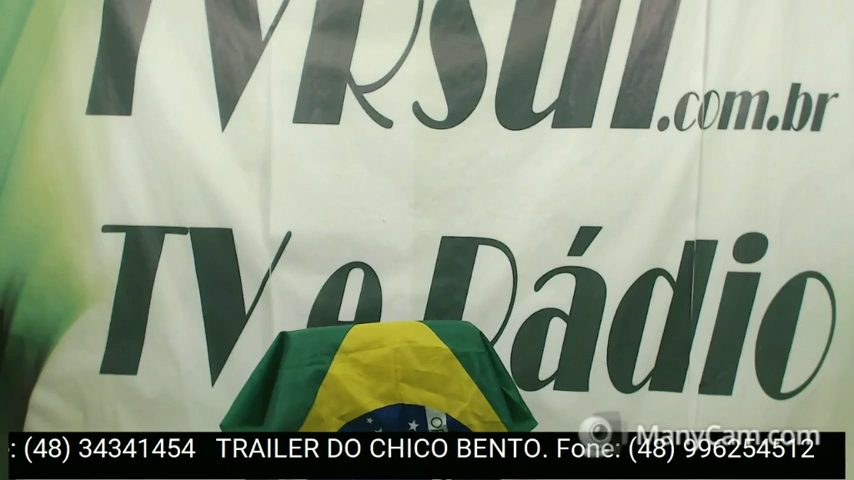 TVRsul.com.br
TV e Rádio
ManyCam.com
: (48) 34341454 TRAILER DO CHICO BENTO. Fone: (48) 996254512